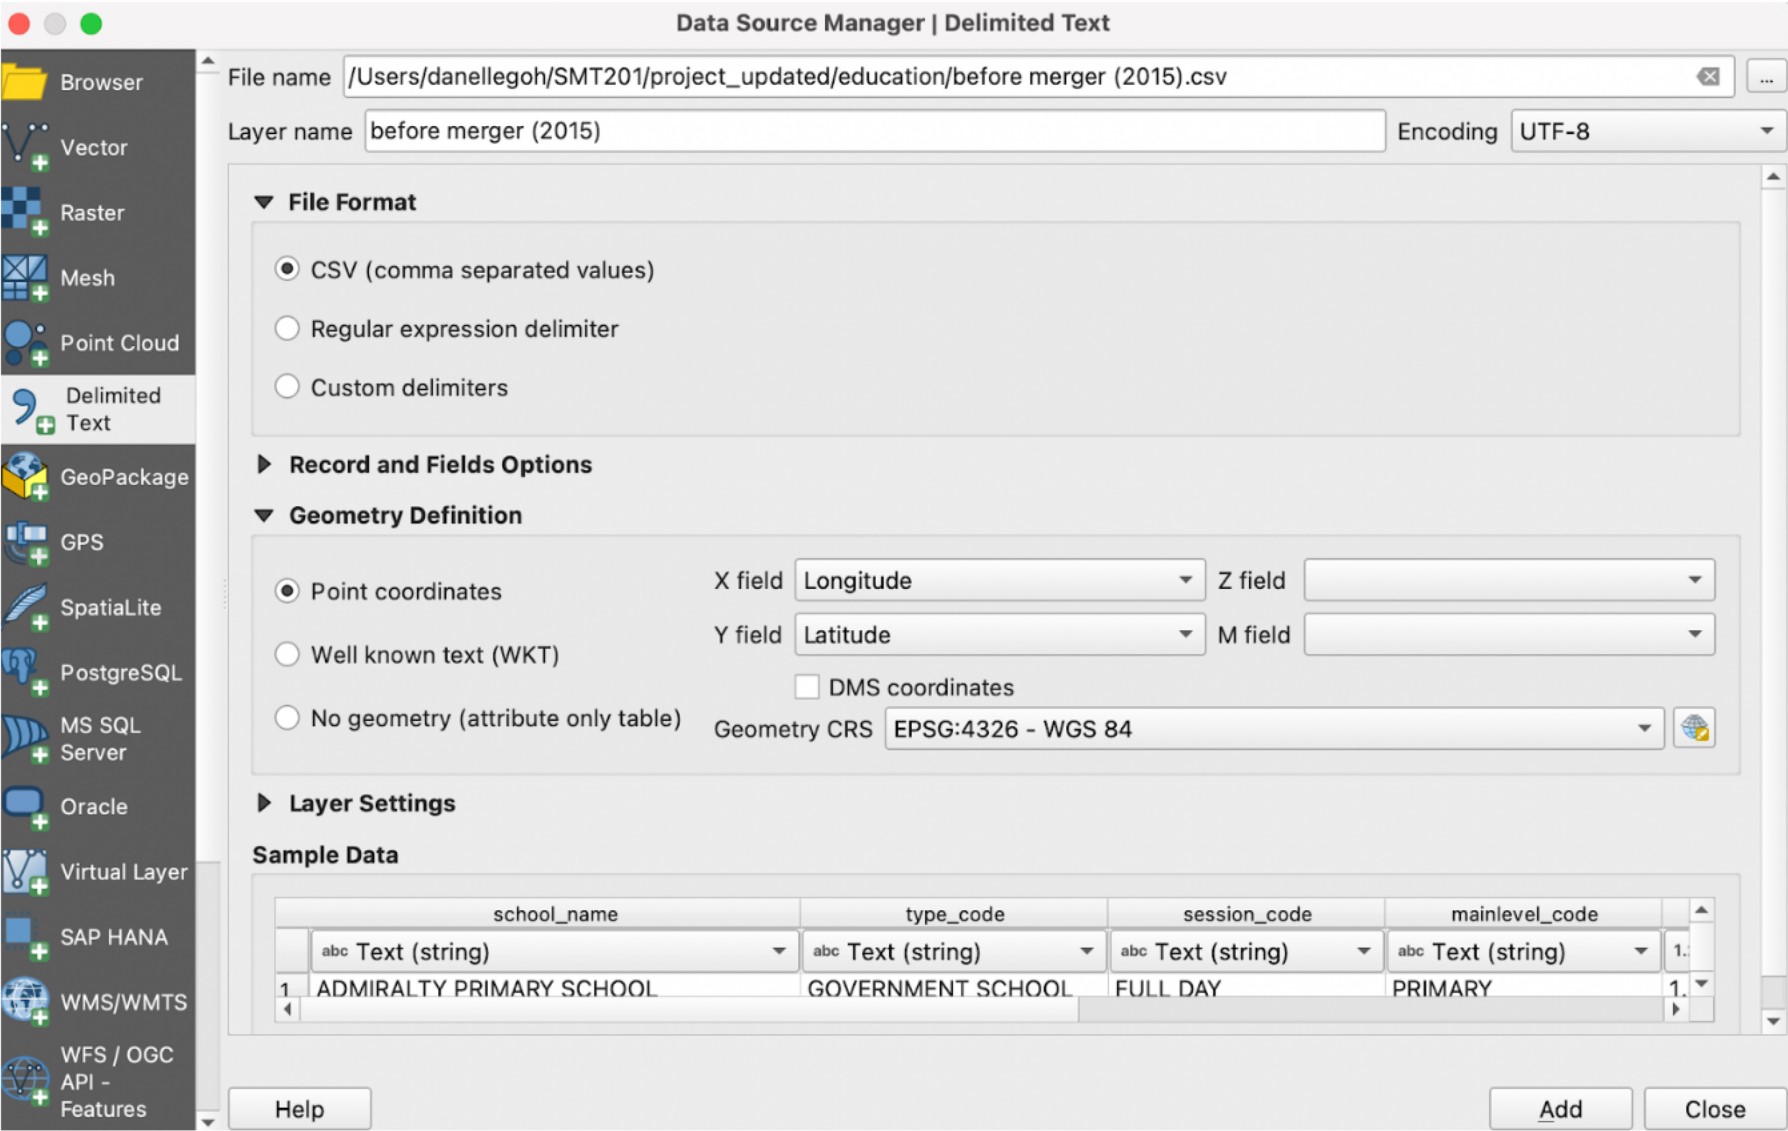 Data Source Manager | Delimited Text
Browser
Vector
Raster
Mesh
Point Cloud
Delimited
Text
GeoPackage
GPS
SpatiaLite
PostgreSQL
MS SQL
Server
Oracle
Virtual Layer
SAP HANA
WMS/WMTS
WFS / OGC
API -
Features
File name /Users/danellegoh/SMT201/project_updated/education/before merger (2015).csv ...
Layer name before merger (2015) Encoding UTF-8
File Format
CSV (comma separated values)
Regular expression delimiter
Custom delimiters
Record and Fields Options
Geometry Definition
Point coordinates
Well known text (WKT)
No geometry (attribute only table)
X field Longitude Z field
Y field Latitude M field
DMS coordinates
Geometry CRS EPSG:4326 - WGS 84
Layer Settings
Sample Data
school_name type_code session_code mainlevel_code
abc Text (string) abc Text (string) abc Text (string) abc Text (string) 1.
1 ADMIRALTY PRIMARY SCHOOL GOVERNMENT SCHOOL FULL DAY PRIMARY 1.
Help Add Close